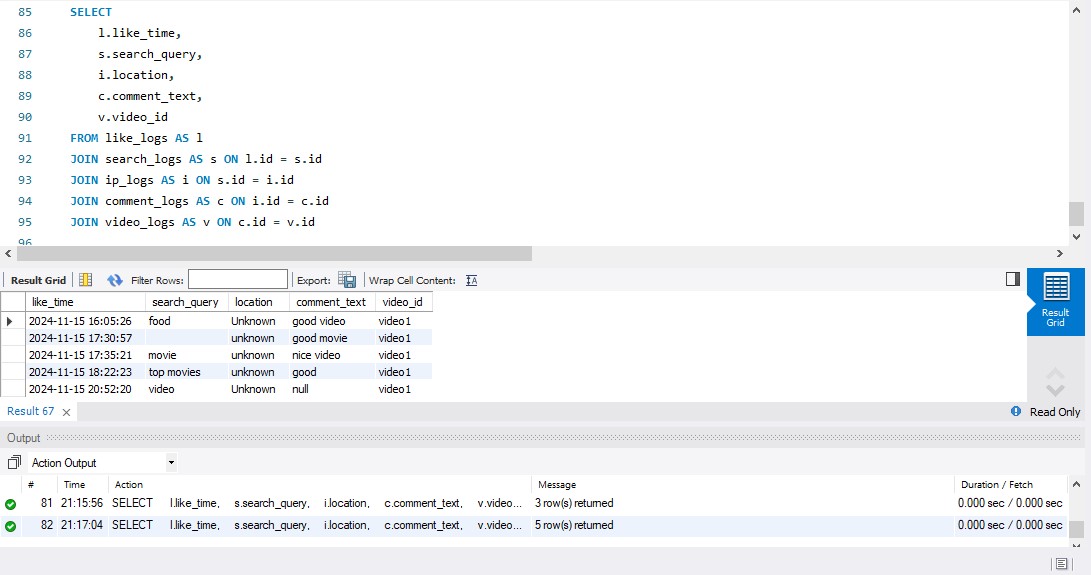 85 SELECT
86 l.like_time,
87 s.search_query,
88 i.location,
89 c.comment_text,
90 v.video_id
91 FROM like_logs AS l
92 JOIN search_logs AS s ON l.id = s.id
93 JOIN ip_logs AS i ON s.id = i.id
94 JOIN comment_logs AS c ON i.id = c.id
95 JOIN video_logs AS v ON c.id = v.id
96
Result Grid Filter Rows: Export: Wrap Cell Content: IA
like_time search_query location comment_text video_id
2024-11-15 16:05:26 food Unknown good video video1
2024-11-15 17:30:57 unknown good movie video1
2024-11-15 17:35:21 movie unknown nice video video1
2024-11-15 18:22:23 top movies unknown good video1
2024-11-15 20:52:20 video Unknown null video1
Result
Grid
Result 67 Read Only
Output
Action Output
# Time Action Message Duration / Fetch
81 21:15:56 SELECT l.like_time, s.search_query, i.location, c.comment_text, v.video... 3 row(s) returned 0.000 sec / 0.000 sec
82 21:17:04 SELECT l.like_time, s.search_query, i.location, c.comment_text, v.video... 5 row(s) returned 0.000 sec / 0.000 sec